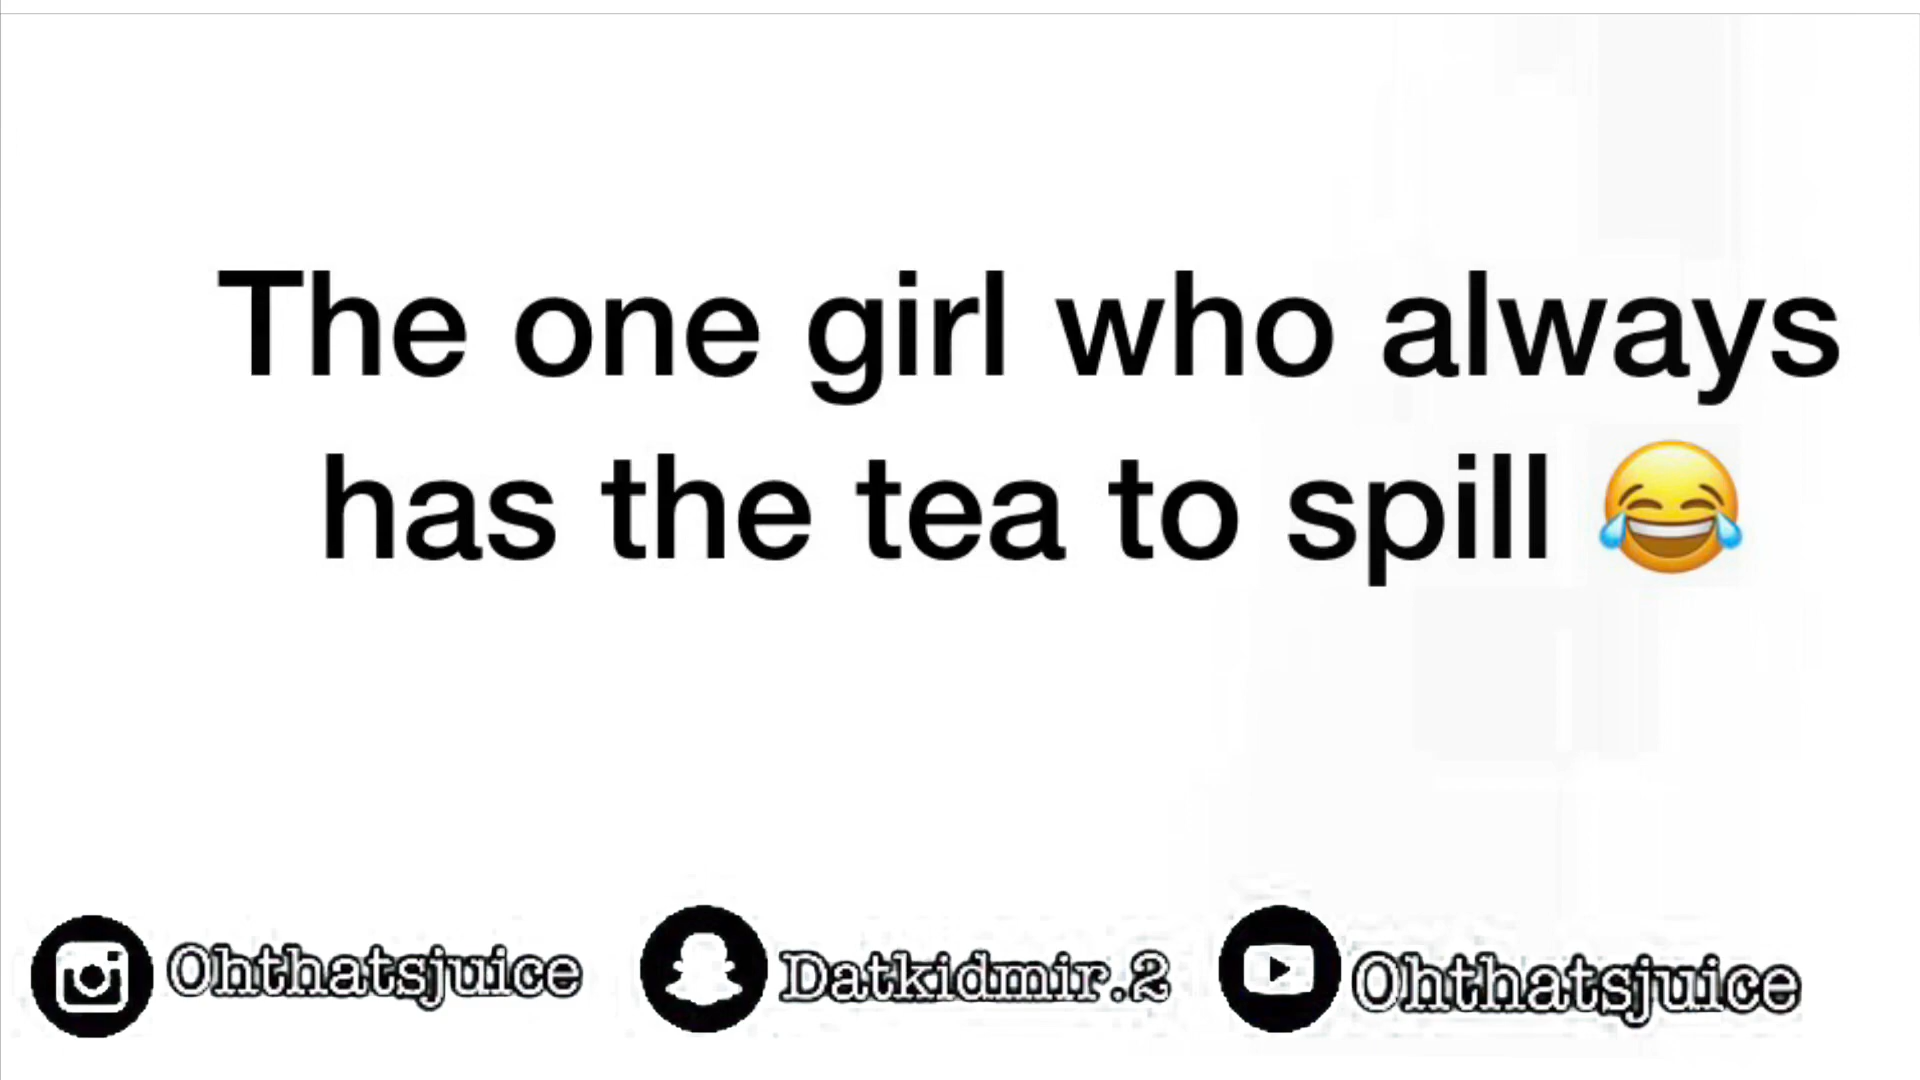 The one girl who always
has the tea to spill 😂
Ohthatsjuice Datkidmir.2 Ohthatsjuice